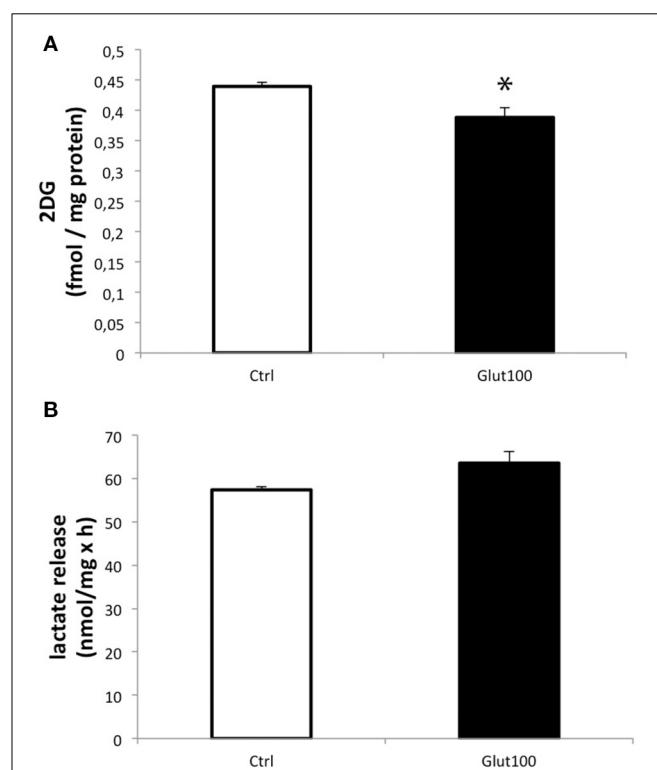 A
0,5
0,45
0,4
0,35
0,3
0,25
0,2
0,15
0,1
0,05
0
2DG
(fmol / mg protein)
*
Ctrl
Glut100
B
70
60
50
40
30
20
10
0
lactate release
(nmol/mg x h)
Ctrl
Glut100